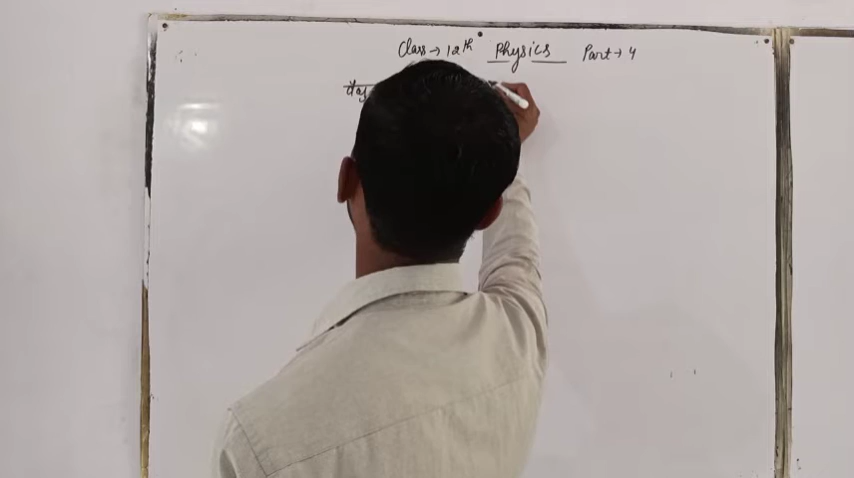 Class → 12th Physics Part → 4